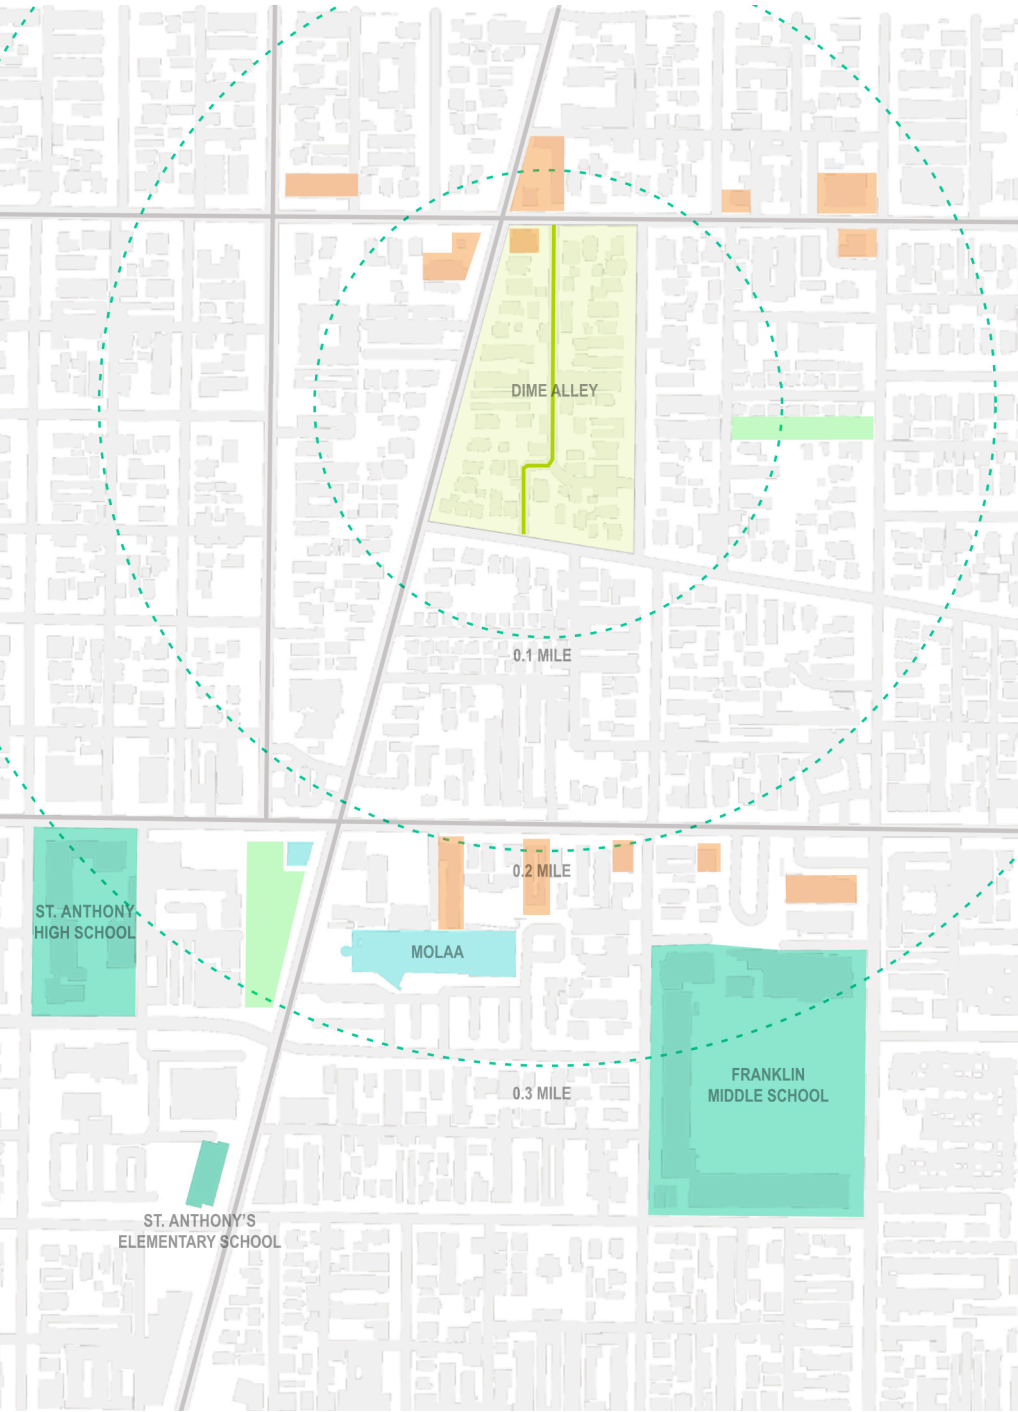 DIME ALLEY
0.1 MILE
0.2 MILE
ST. ANTHONY
HIGH SCHOOL
MOLAA
FRANKLIN
MIDDLE SCHOOL
0.3 MILE
ST. ANTHONY'S
ELEMENTARY SCHOOL